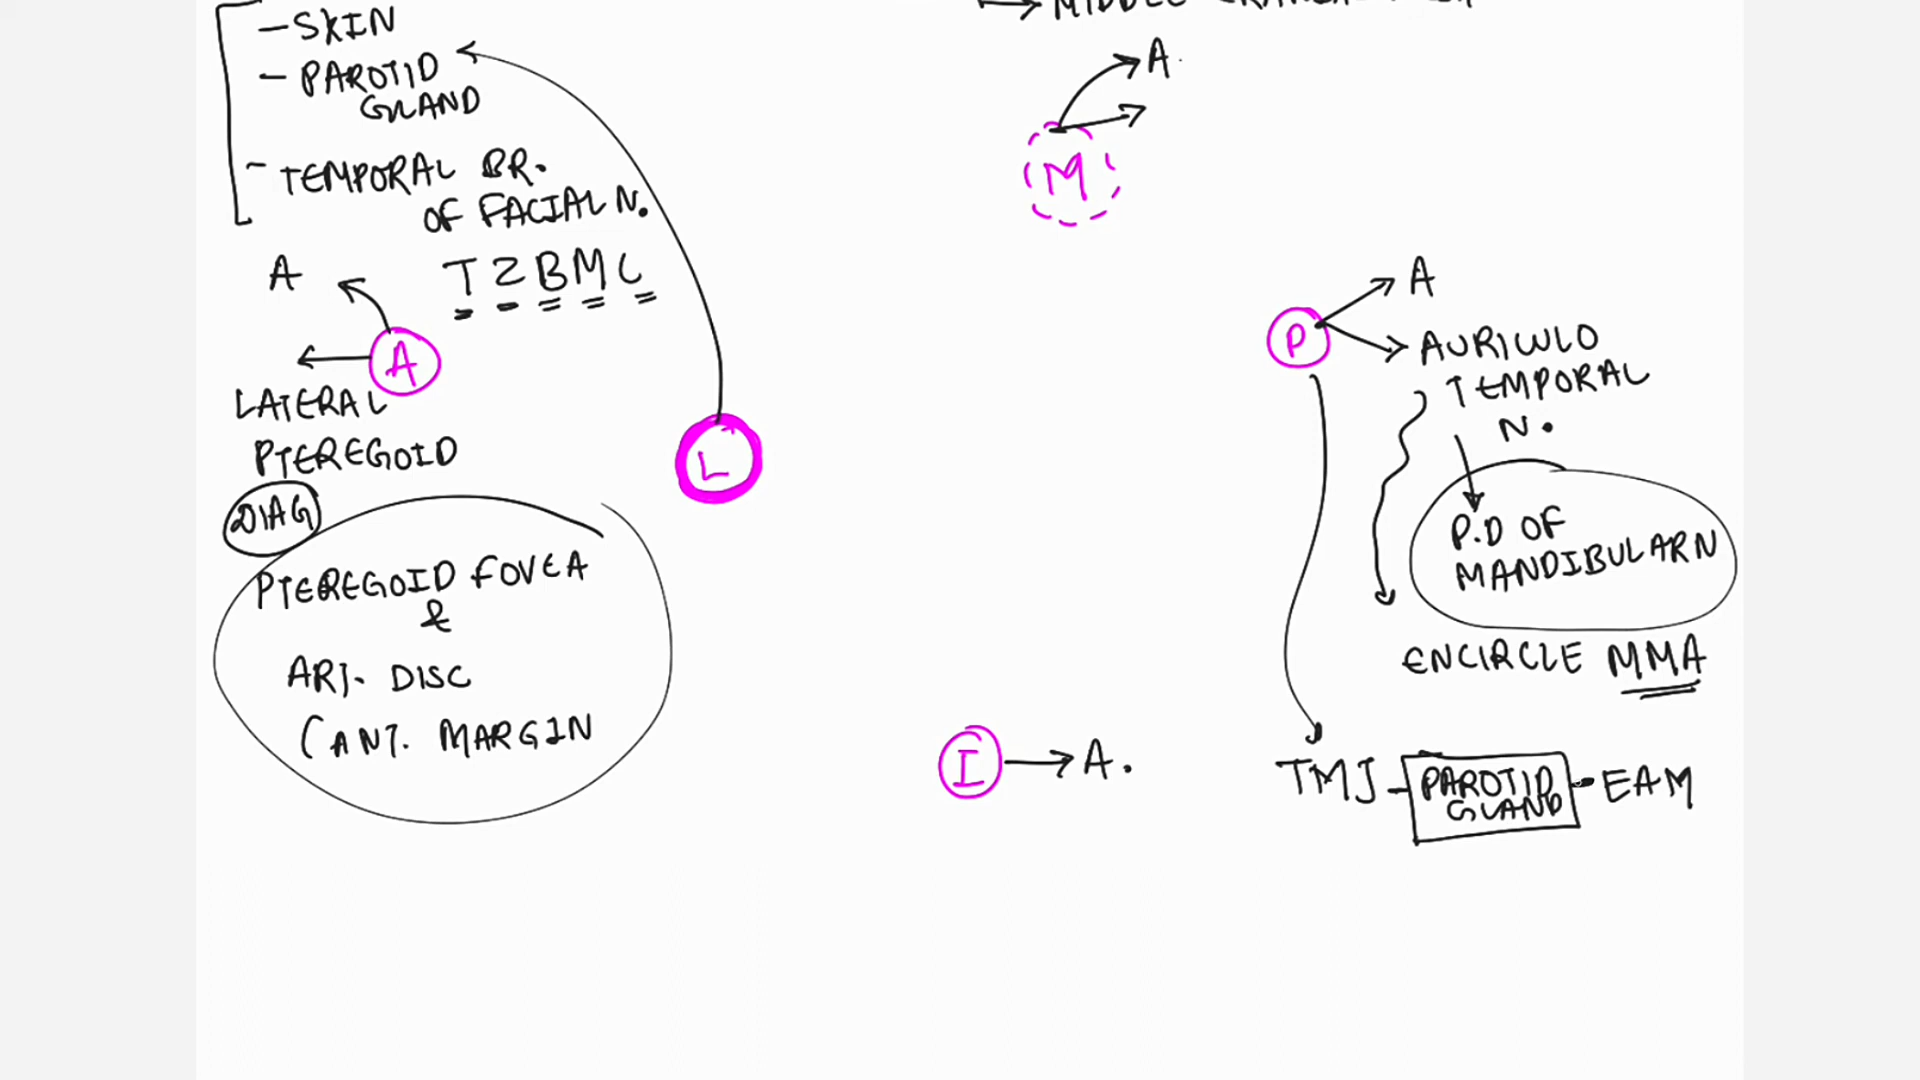 - SKIN
- PAROTID
GLAND
- TEMPORAL BR.
OF FACIAL N.
T Z B M C
A
A
LATERAL
PTEREGOID
DIAG
PTEREGOID FOVEA
&
ART. DISC
(ANT. MARGIN
L
MIDDLE
A.
M
P
A
AURICULO
TEMPORAL
N.
P.D OF
MANDIBULAR N
ENCIRCLE MMA
I → A.
TMJ - PAROTID GLAND - EAM